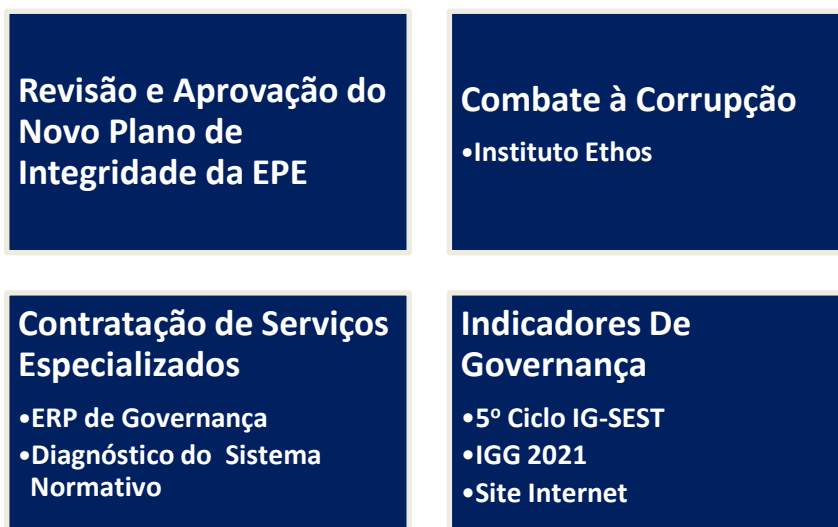 Revisão e Aprovação do
Novo Plano de
Integridade da EPE
Combate à Corrupção
•Instituto Ethos
Contratação de Serviços
Especializados
•ERP de Governança
•Diagnóstico do Sistema
Normativo
Indicadores De
Governança
•5º Ciclo IG-SEST
•IGG 2021
•Site Internet